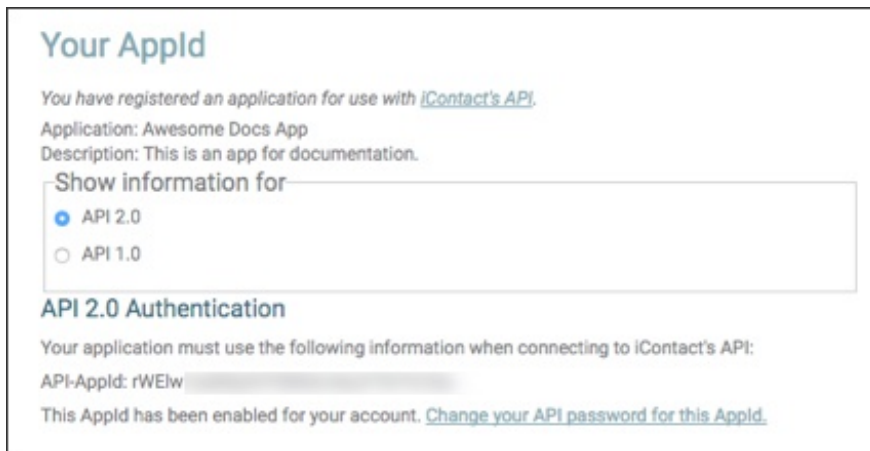 Your AppId
You have registered an application for use with iContact's API.
Application: Awesome Docs App
Description: This is an app for documentation.
Show information for
API 2.0
API 1.0
API 2.0 Authentication
Your application must use the following information when connecting to iContact's API:
API-AppId:
This AppId has been enabled for your account. Change your API password for this AppId.